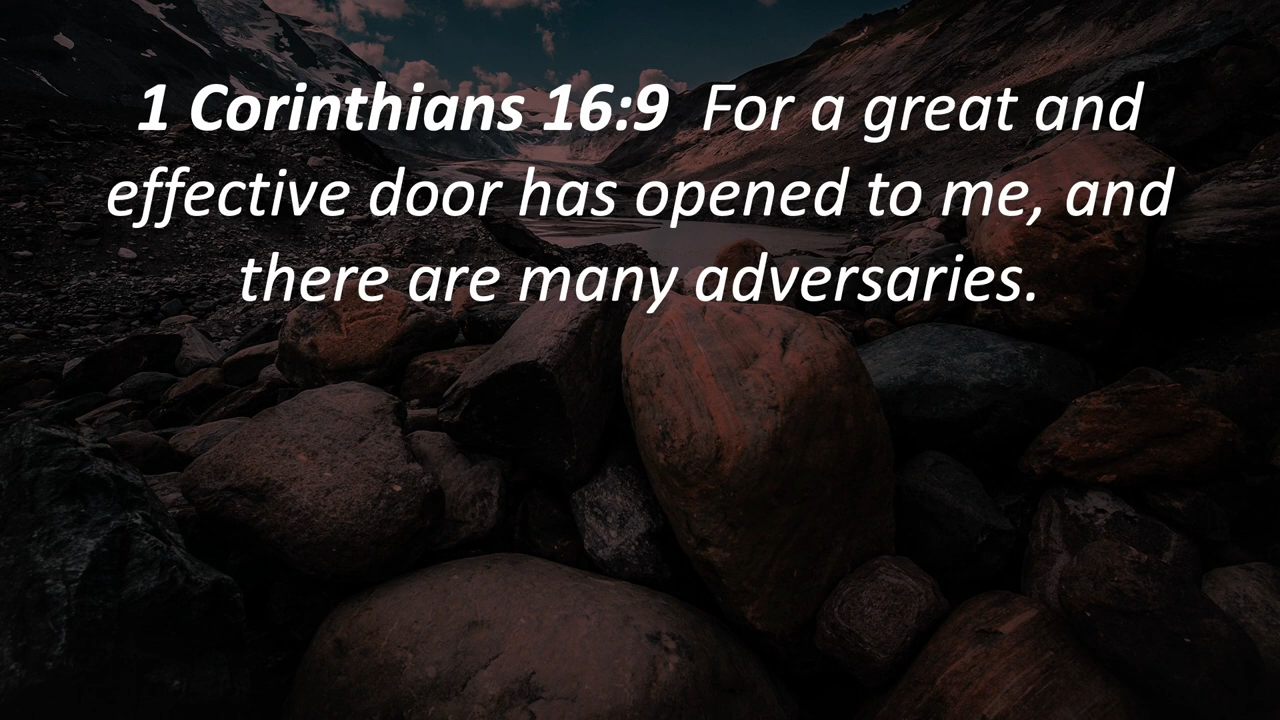 1 Corinthians 16:9  For a great and
effective door has opened to me, and
there are many adversaries.